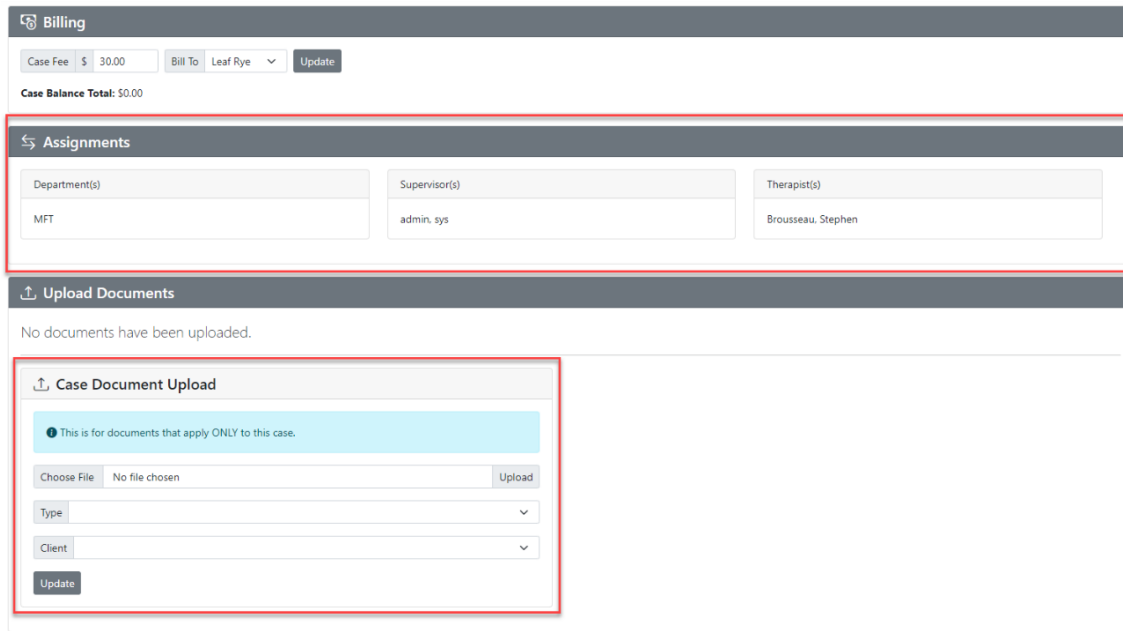 Billing
Case Fee $ 30.00 Bill To Leaf Rye Update
Case Balance Total: $0.00
Assignments
Department(s) Supervisor(s) Therapist(s)
MFT admin, sys Brousseau, Stephen
Upload Documents
No documents have been uploaded.
Case Document Upload
This is for documents that apply ONLY to this case.
Choose File No file chosen Upload
Type
Client
Update